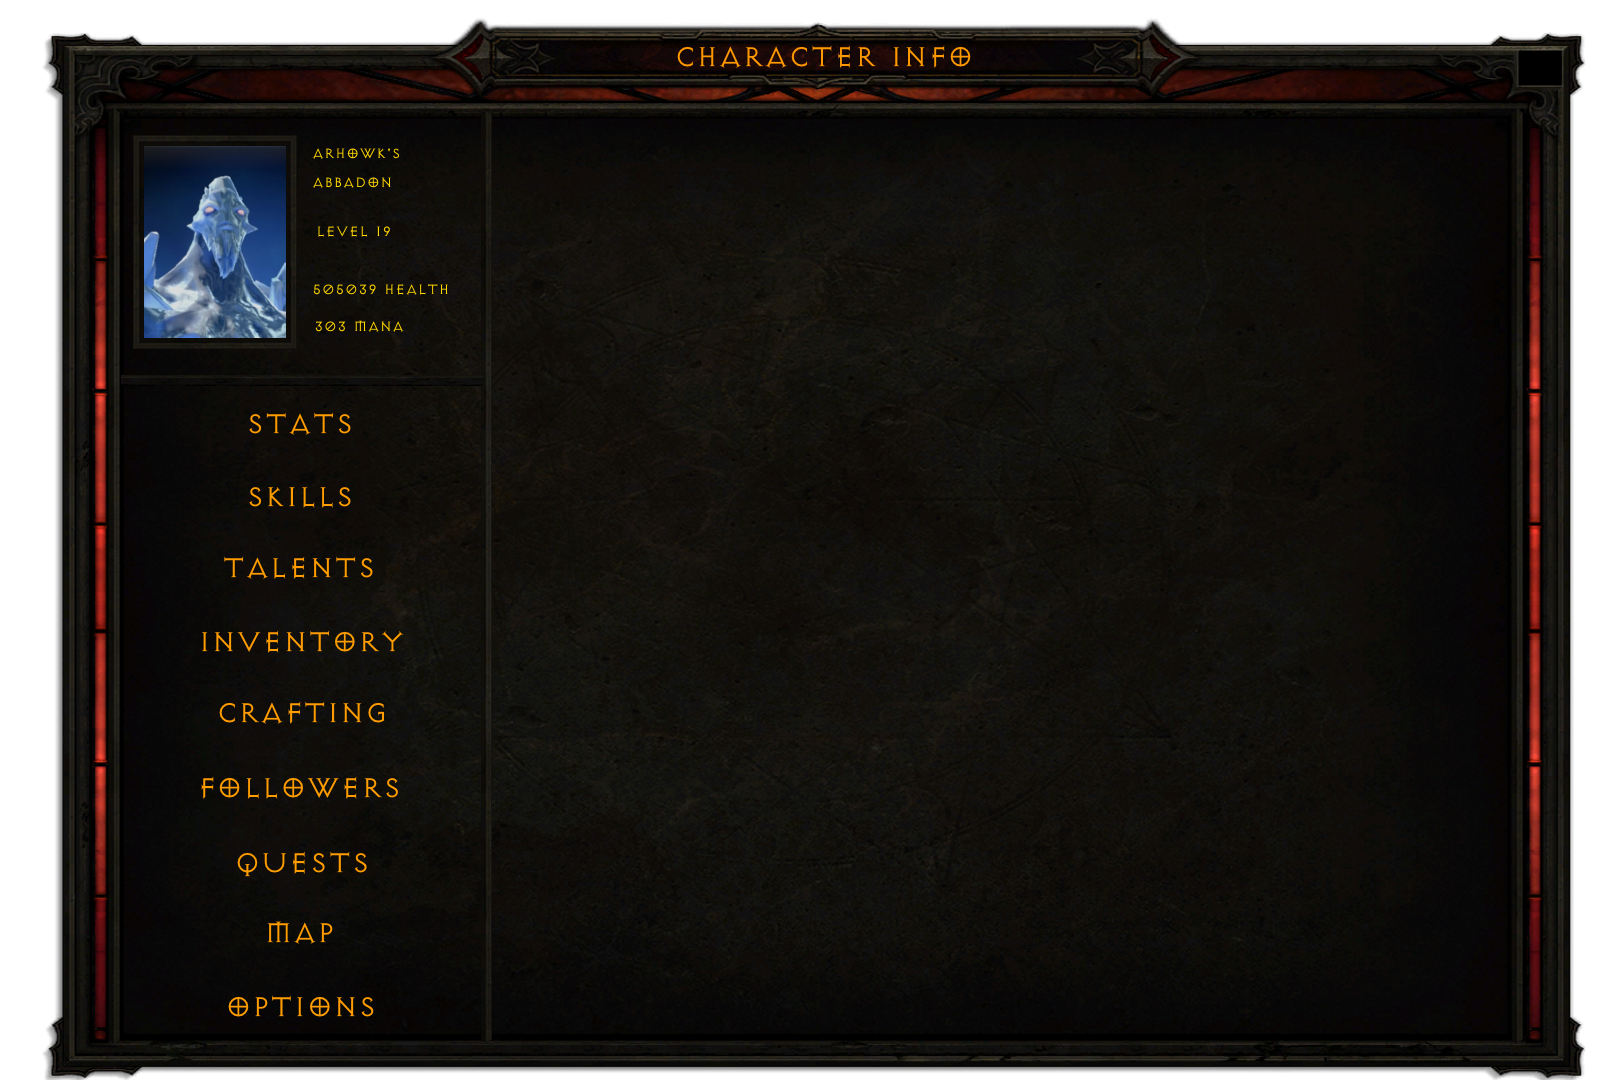 CHARACTER INFO
ARHOWK'S
ABBADON
LEVEL 19
505039 HEALTH
303 MANA
STATS
SKILLS
TALENTS
INVENTORY
CRAFTING
FOLLOWERS
QUESTS
MAP
OPTIONS